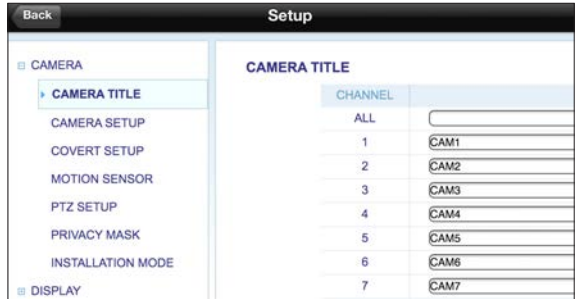 Back
Setup
CAMERA
CAMERA TITLE
CAMERA SETUP
COVERT SETUP
MOTION SENSOR
PTZ SETUP
PRIVACY MASK
INSTALLATION MODE
DISPLAY
CAMERA TITLE
CHANNEL
ALL
1 CAM1
2 CAM2
3 CAM3
4 CAM4
5 CAM5
6 CAM6
7 CAM7